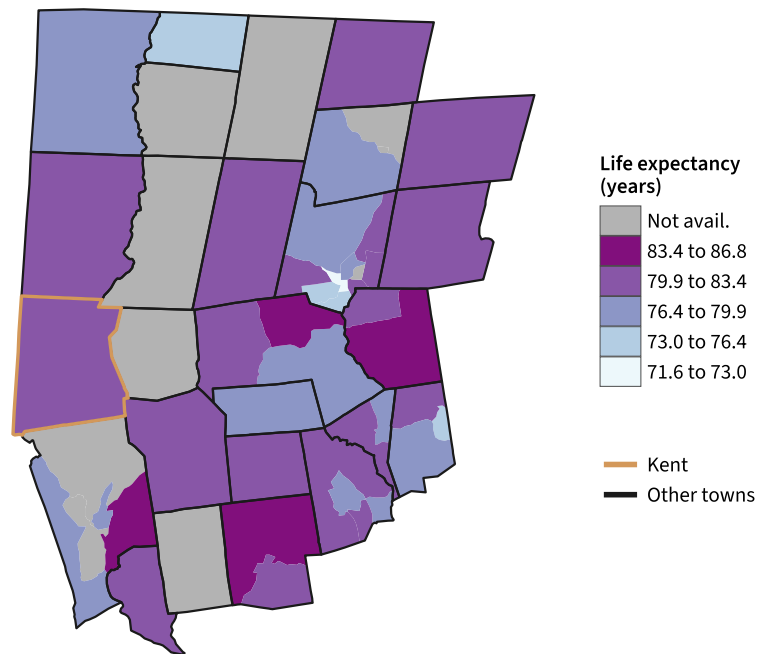 Life expectancy
(years)
Not avail.
83.4 to 86.8
79.9 to 83.4
76.4 to 79.9
73.0 to 76.4
71.6 to 73.0
Kent
Other towns